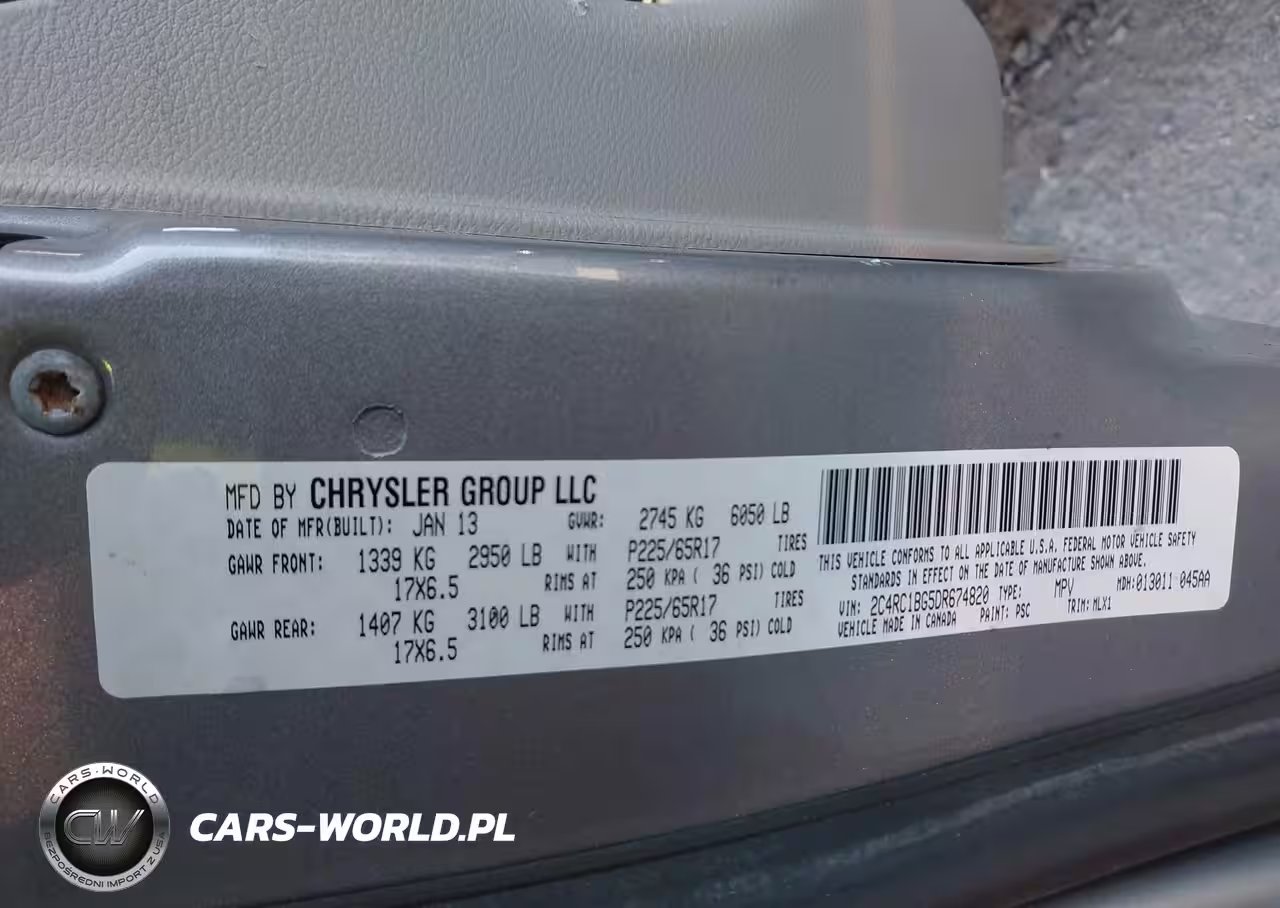 MFD BY CHRYSLER GROUP LLC
DATE OF MFR(BUILT): JAN 13 GVWR: 2745 KG 6050 LB
GAWR FRONT: 1339 KG 2950 LB WITH P225/65R17 TIRES
17X6.5 RIMS AT 250 KPA ( 36 PSI) COLD
GAWR REAR: 1407 KG 3100 LB WITH P225/65R17 TIRES
17X6.5 RIMS AT 250 KPA ( 36 PSI) COLD
THIS VEHICLE CONFORMS TO ALL APPLICABLE U.S.A. FEDERAL MOTOR VEHICLE SAFETY
STANDARDS IN EFFECT ON THE DATE OF MANUFACTURE SHOWN ABOVE.
VIN: 2C4RC1BG5DR674820 TYPE: MPV MDH:013011 045AA
VEHICLE MADE IN CANADA PAINT: PSC TRIM: MLX1
CARS-WORLD
CW
BEZPOŚREDNI IMPORT Z USA
CARS-WORLD.PL